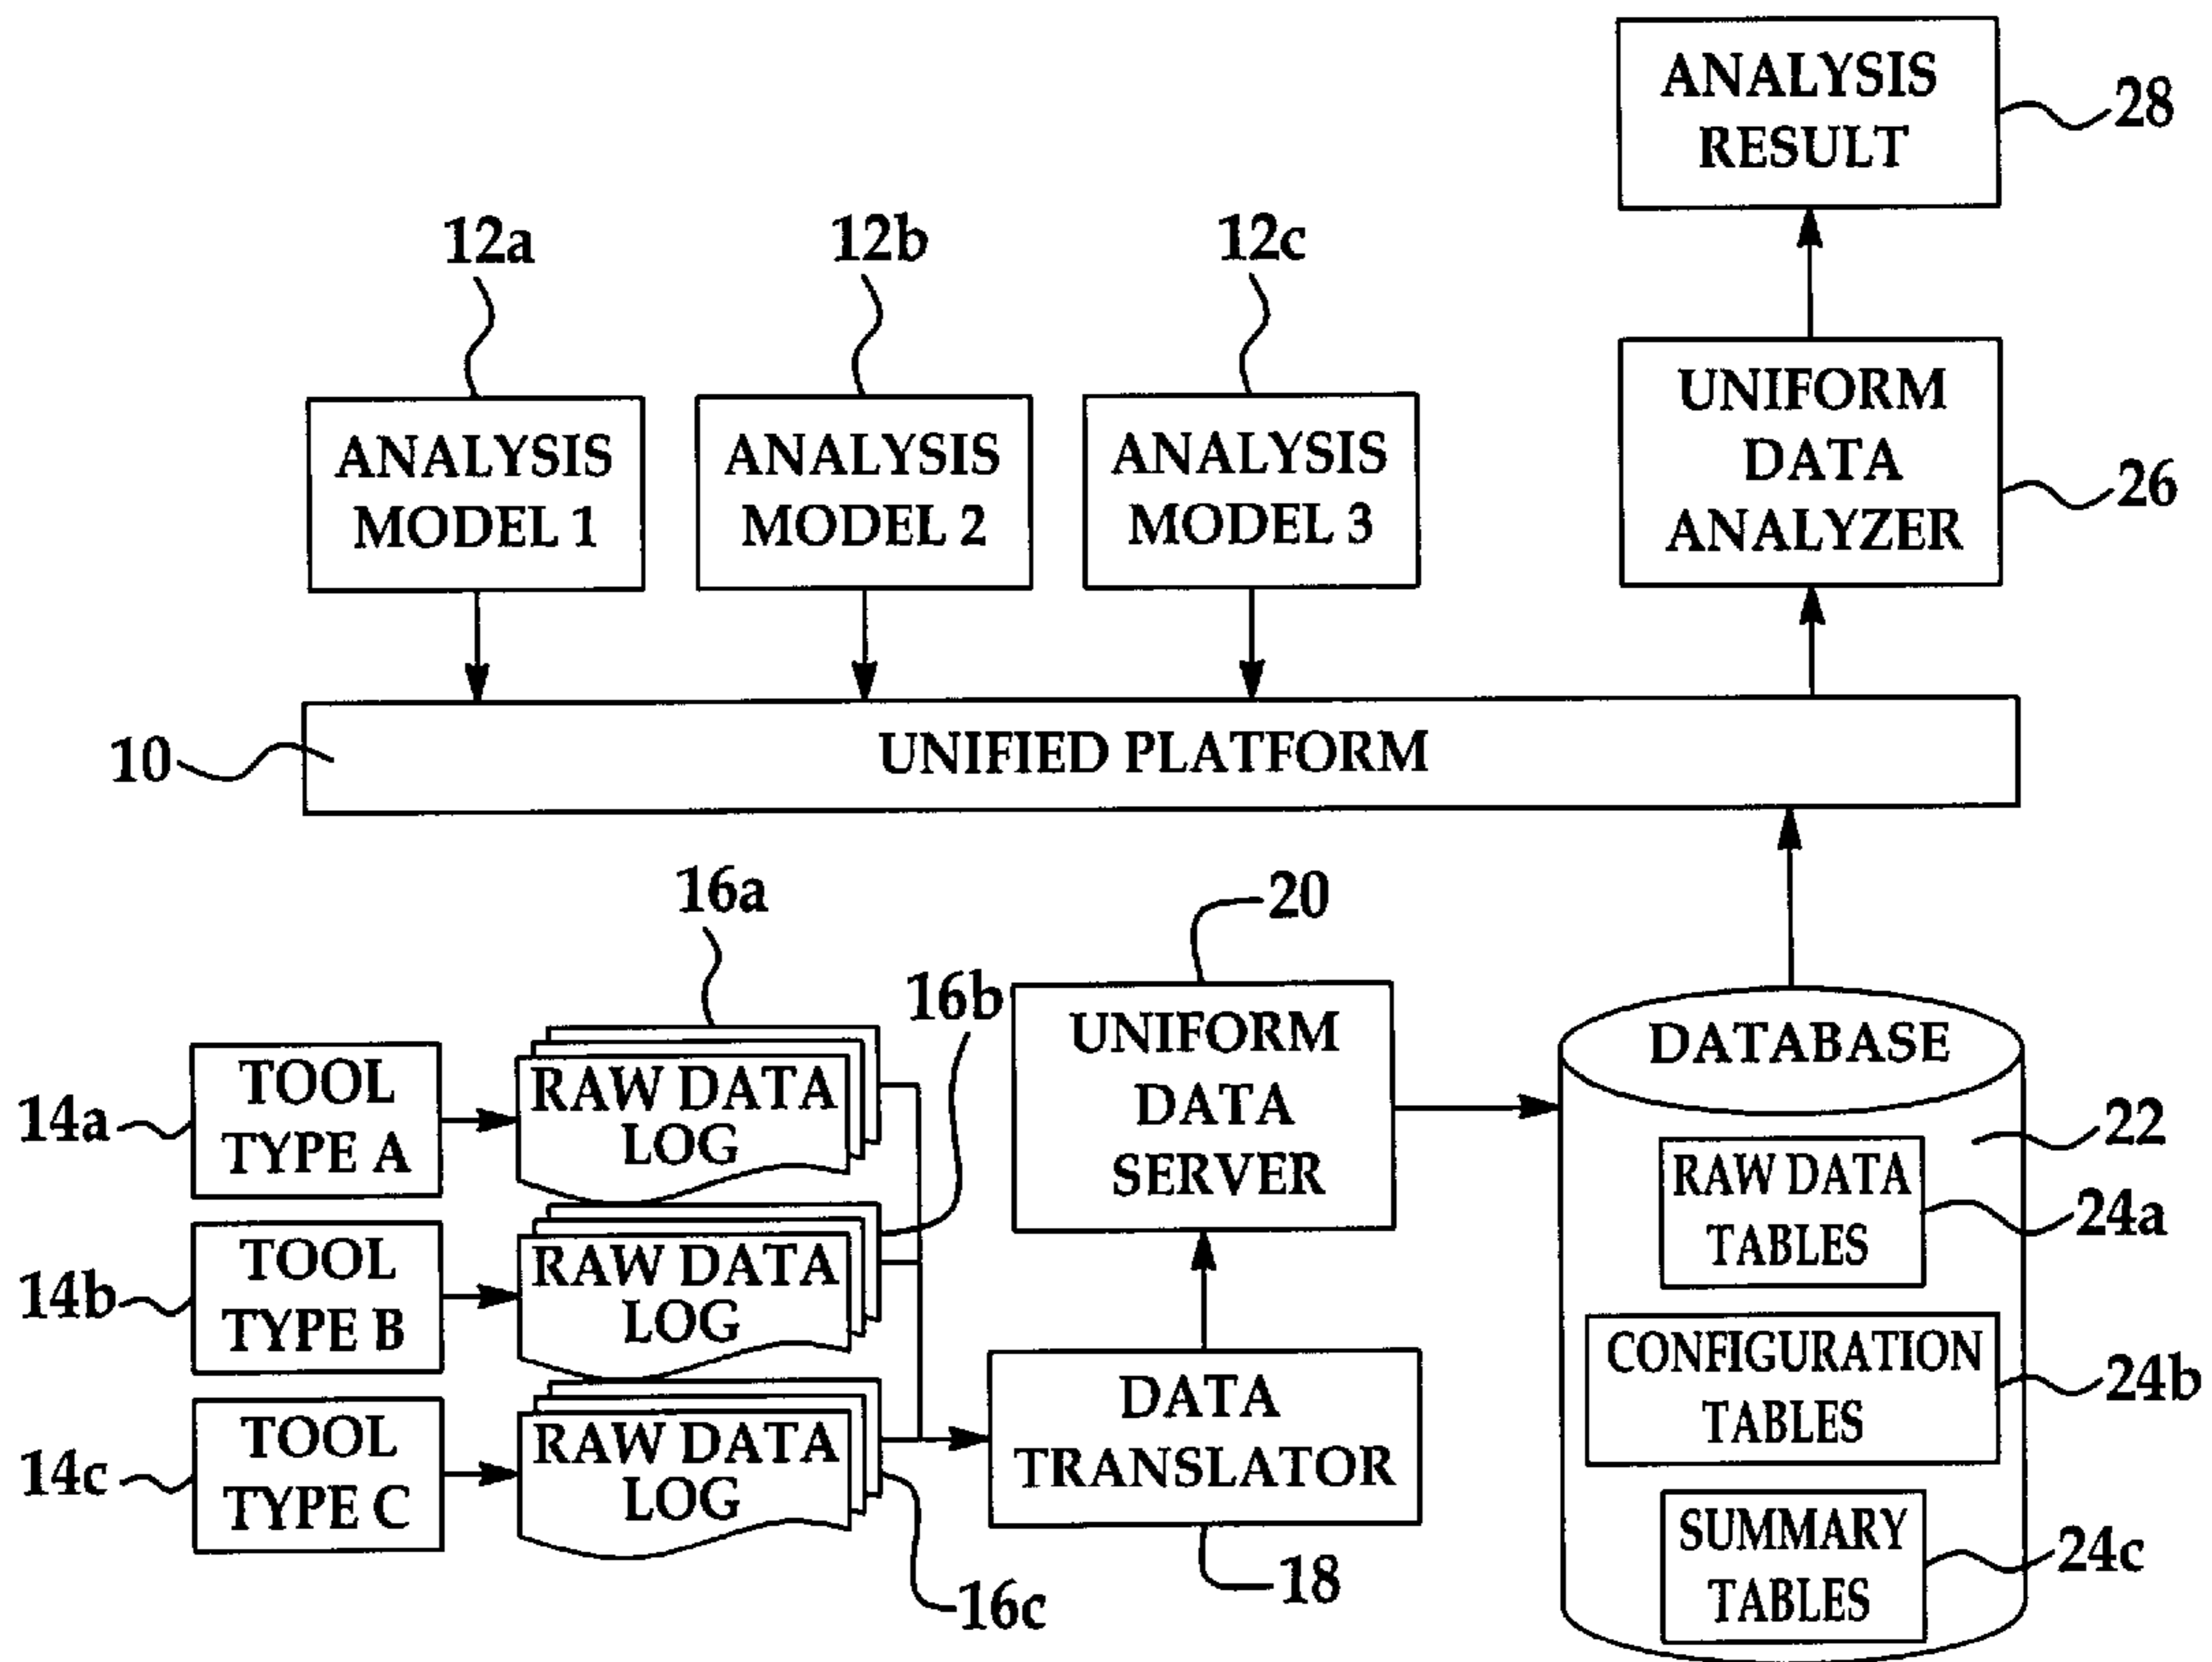 ANALYSIS
RESULT
28
12a
12b
12c
ANALYSIS
MODEL 1
ANALYSIS
MODEL 2
ANALYSIS
MODEL 3
UNIFORM
DATA
ANALYZER
26
10
UNIFIED PLATFORM
16a
20
16b
14a
TOOL
TYPE A
RAW DATA
LOG
14b
TOOL
TYPE B
RAW DATA
LOG
14c
TOOL
TYPE C
RAW DATA
LOG
16c
UNIFORM
DATA
SERVER
DATA
TRANSLATOR
18
DATABASE
22
RAW DATA
TABLES
24a
CONFIGURATION
TABLES
24b
SUMMARY
TABLES
24c